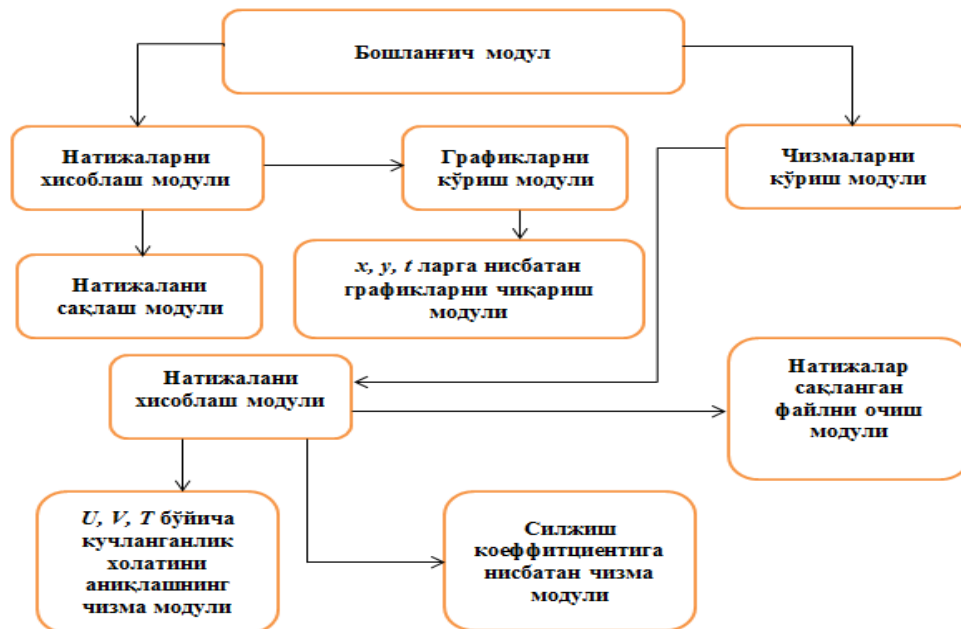 Бошланғич модул
Натижаларни
хисоблаш модули
Графикларни
кўриш модули
Чизмаларни
кўриш модули
Натижалани
сақлаш модули
x, y, t ларга нисбатан
графикларни чиқариш
модули
Натижалани
хисоблаш модули
Натижалар
сақланган
файлни очиш
модули
U, V, T бўйича
кучланганлик
холатини
аниқлашнинг
чизма модули
Силжиш
коеффитциентига
нисбатан чизма
модули